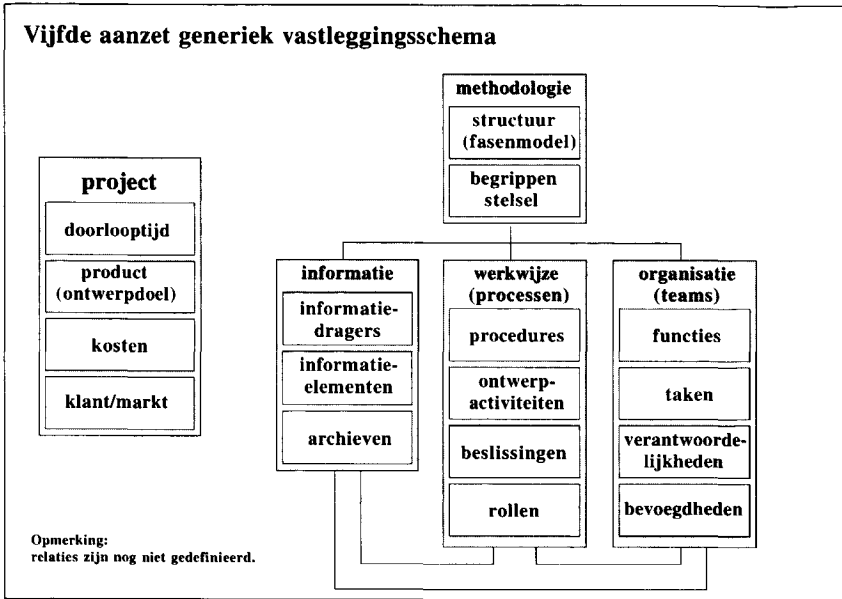 Vijfde aanzet generiek vastleggingsschema
methodologie
structuur
(fasenmodel)
begrippen
stelsel
project
doorlooptijd
product
(ontwerpdoel)
kosten
klant/markt
informatie
informatie-
dragers
informatie-
elementen
archieven
werkwijze
(processen)
procedures
ontwerp-
activiteiten
beslissingen
rollen
organisatie
(teams)
functies
taken
verantwoorde-
lijkheden
bevoegdheden
Opmerking:
relaties zijn nog niet gedefinieerd.